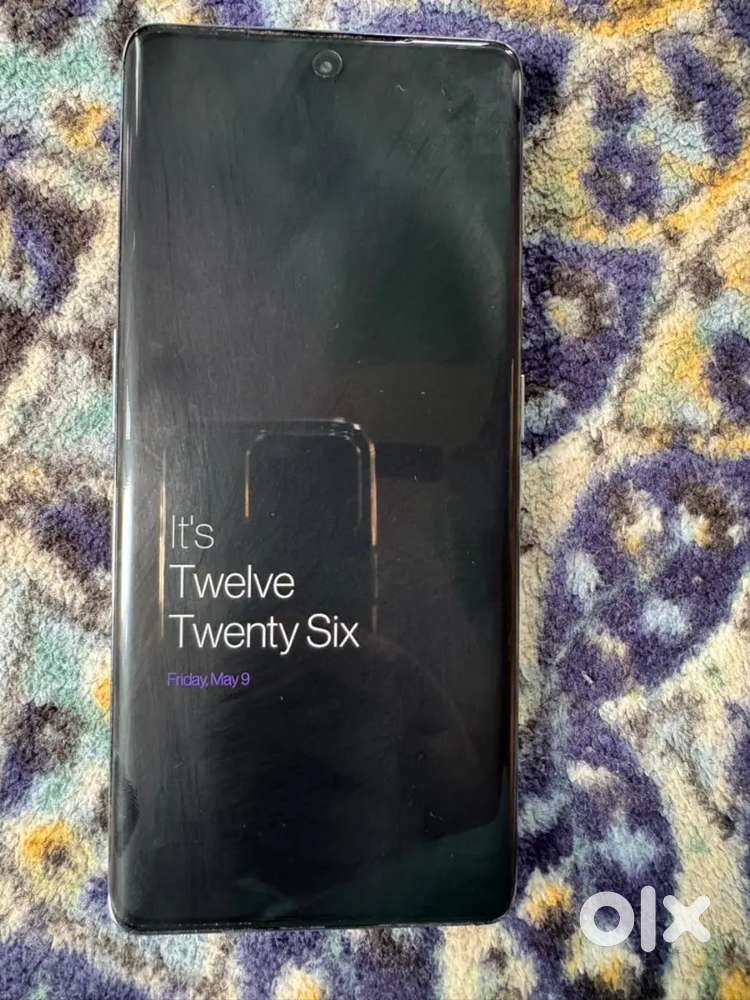 It's
Twelve
Twenty Six
Friday, May 9
olx